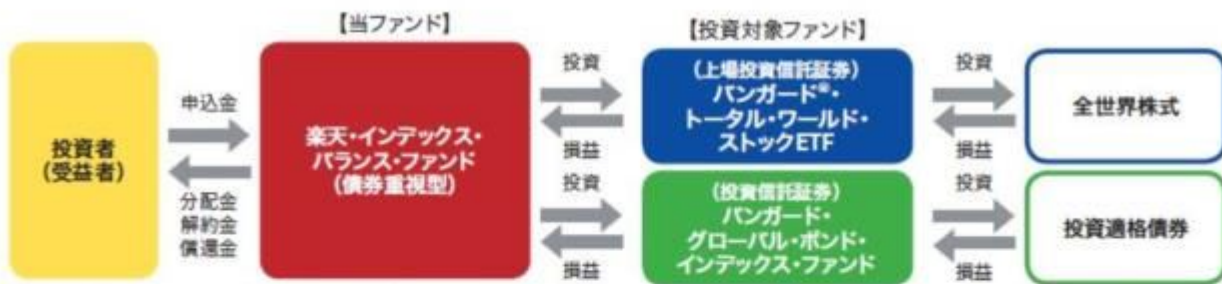 【当ファンド】
【投資対象ファンド】
投資者
(受益者)
申込金
分配金
解約金
償還金
楽天・インデックス・
バランス・ファンド
(債券重視型)
投資
損益
投資
損益
(上場投資信託証券)
バンガード®・
トータル・ワールド・
ストックETF
(投資信託証券)
バンガード・
グローバル・ボンド・
インデックス・ファンド
投資
損益
投資
損益
全世界株式
投資適格債券